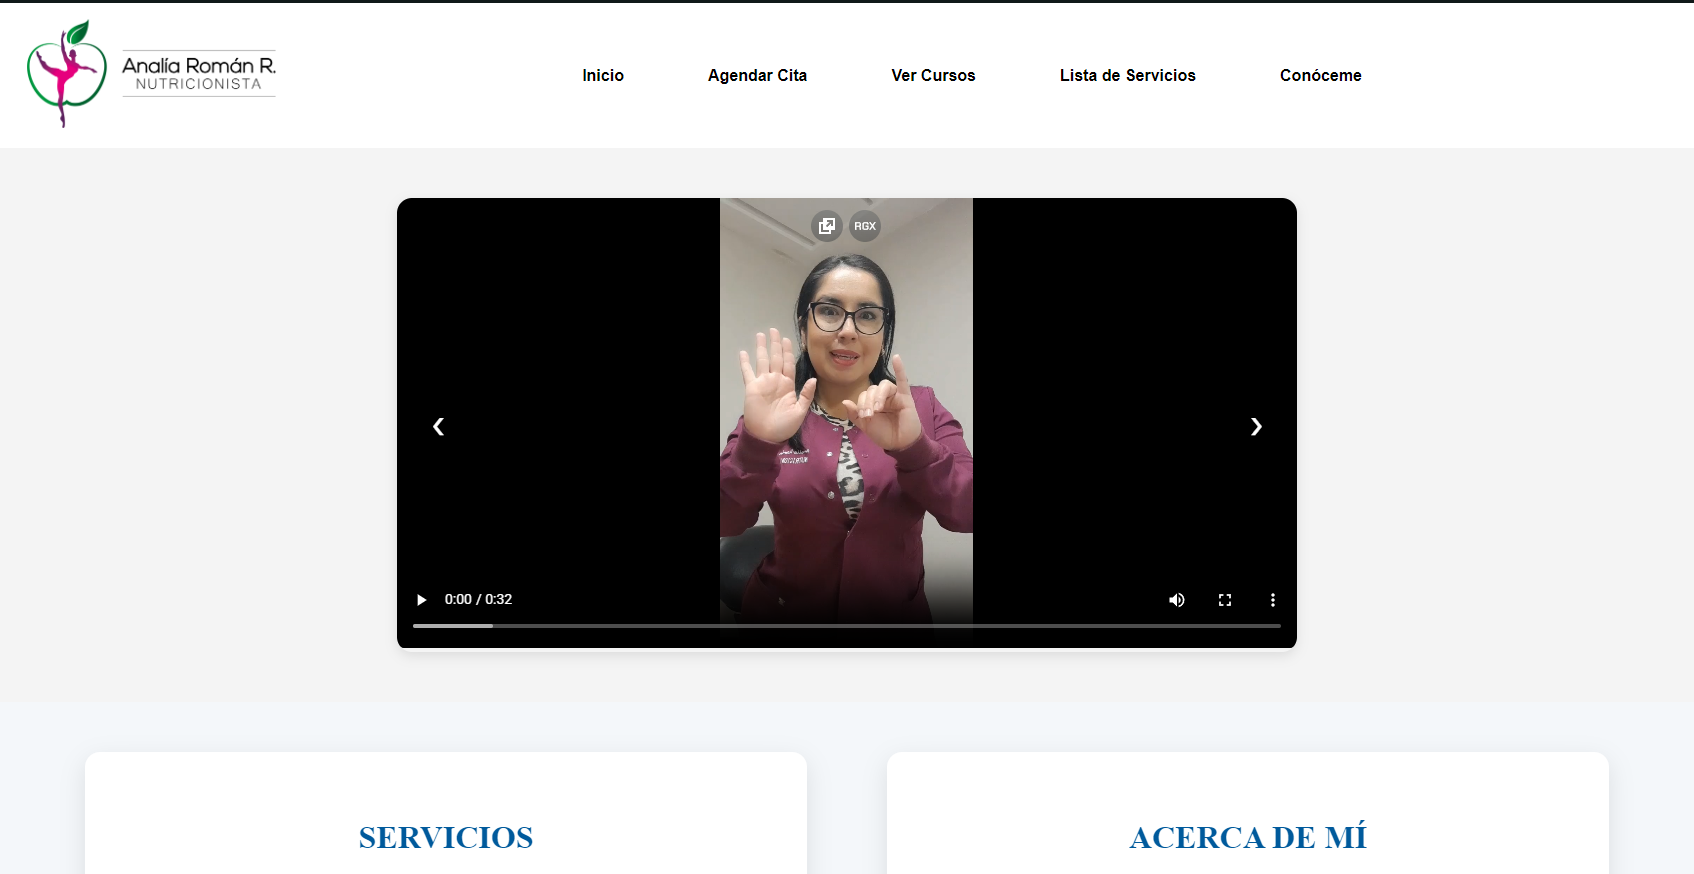 Analía Román R.
NUTRICIONISTA
Inicio
Agendar Cita
Ver Cursos
Lista de Servicios
Conóceme
RGX
0:00 / 0:32
SERVICIOS
ACERCA DE MÍ